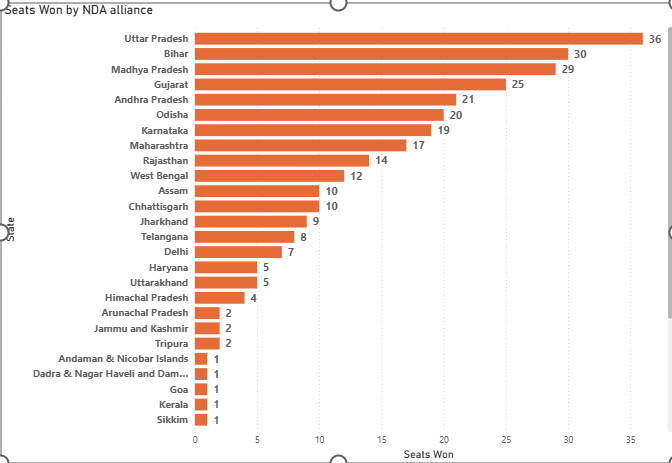 Seats Won by NDA alliance
Uttar Pradesh 36
Bihar 30
Madhya Pradesh 29
Gujarat 25
Andhra Pradesh 21
Odisha 20
Karnataka 19
Maharashtra 17
Rajasthan 14
West Bengal 12
Assam 10
Chhattisgarh 10
Jharkhand 9
Telangana 8
Delhi 7
Haryana 5
Uttarakhand 5
Himachal Pradesh 4
Arunachal Pradesh 2
Jammu and Kashmir 2
Tripura 2
Andaman & Nicobar Islands 1
Dadra & Nagar Haveli and Dam... 1
Goa 1
Kerala 1
Sikkim 1
State
0 5 10 15 20 25 30 35
Seats Won